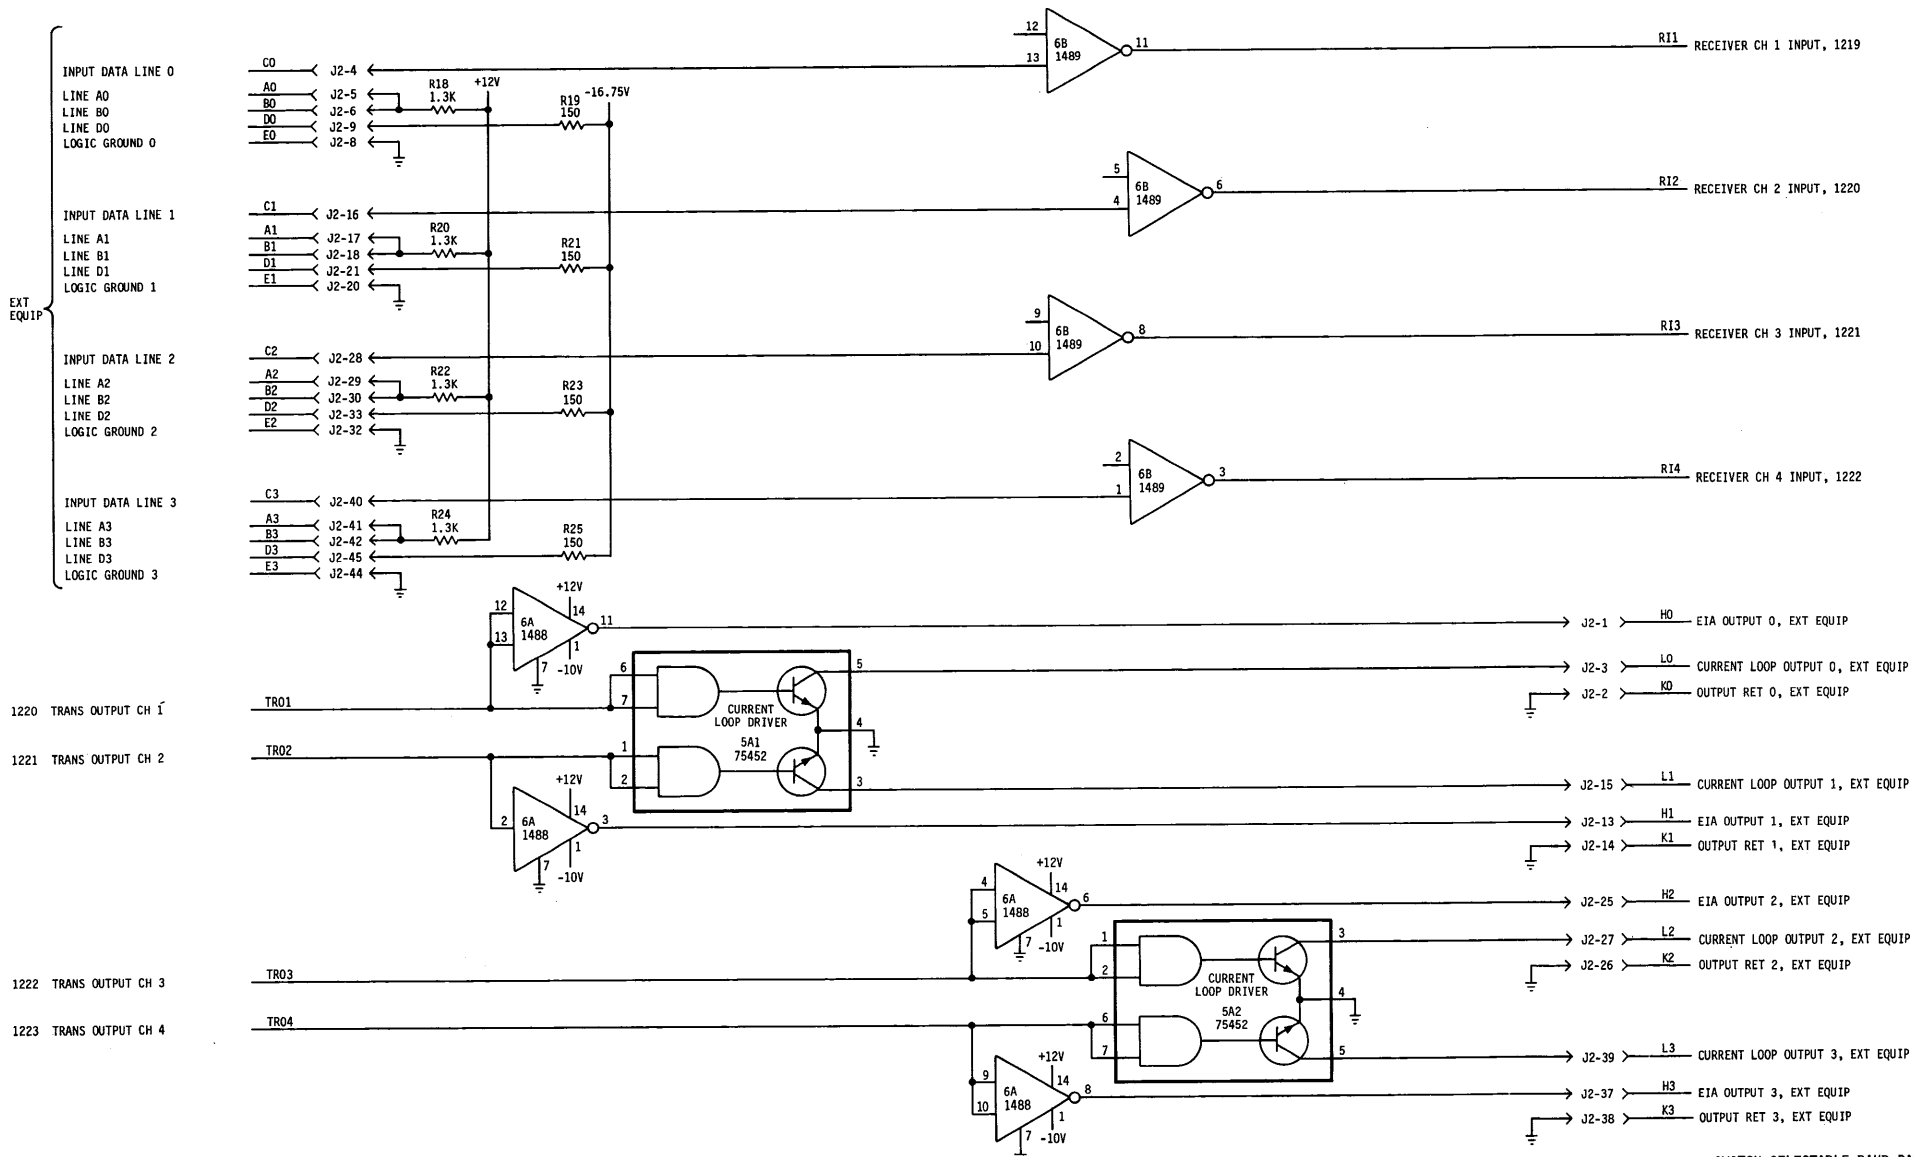 12
6B
1489
13
11
RI1 RECEIVER CH 1 INPUT, 1219
INPUT DATA LINE 0 C0 J2-4
LINE A0 A0 J2-5
LINE B0 B0 J2-6
LINE D0 D0 J2-9
LOGIC GROUND 0 E0 J2-8
R18
1.3K
+12V
R19
150
-16.75V
5
6B
1489
4
6
RI2 RECEIVER CH 2 INPUT, 1220
INPUT DATA LINE 1 C1 J2-16
LINE A1 A1 J2-17
LINE B1 B1 J2-18
LINE D1 D1 J2-21
LOGIC GROUND 1 E1 J2-20
R20
1.3K
R21
150
EXT
EQUIP
9
6B
1489
10
8
RI3 RECEIVER CH 3 INPUT, 1221
INPUT DATA LINE 2 C2 J2-28
LINE A2 A2 J2-29
LINE B2 B2 J2-30
LINE D2 D2 J2-33
LOGIC GROUND 2 E2 J2-32
R22
1.3K
R23
150
2
6B
1489
1
3
RI4 RECEIVER CH 4 INPUT, 1222
INPUT DATA LINE 3 C3 J2-40
LINE A3 A3 J2-41
LINE B3 B3 J2-42
LINE D3 D3 J2-45
LOGIC GROUND 3 E3 J2-44
R24
1.3K
R25
150
+12V
12
14
6A
1488
13
11
1
7
-10V
J2-1 H0 EIA OUTPUT 0, EXT EQUIP
6
5
7
J2-3 L0 CURRENT LOOP OUTPUT 0, EXT EQUIP
J2-2 K0 OUTPUT RET 0, EXT EQUIP
1220 TRANS OUTPUT CH 1 TRO1
CURRENT
LOOP DRIVER
4
5A1
75452
1221 TRANS OUTPUT CH 2 TRO2
1
2
3
J2-15 L1 CURRENT LOOP OUTPUT 1, EXT EQUIP
+12V
14
2
6A
1488
3
1
7
-10V
J2-13 H1 EIA OUTPUT 1, EXT EQUIP
J2-14 K1 OUTPUT RET 1, EXT EQUIP
+12V
4
14
6A
1488
5
6
1
7
-10V
J2-25 H2 EIA OUTPUT 2, EXT EQUIP
1
2
3
J2-27 L2 CURRENT LOOP OUTPUT 2, EXT EQUIP
J2-26 K2 OUTPUT RET 2, EXT EQUIP
1222 TRANS OUTPUT CH 3 TRO3
CURRENT
LOOP DRIVER
4
5A2
75452
1223 TRANS OUTPUT CH 4 TRO4
6
7
5
J2-39 L3 CURRENT LOOP OUTPUT 3, EXT EQUIP
+12V
9
14
6A
1488
10
8
1
7
-10V
J2-37 H3 EIA OUTPUT 3, EXT EQUIP
J2-38 K3 OUTPUT RET 3, EXT EQUIP